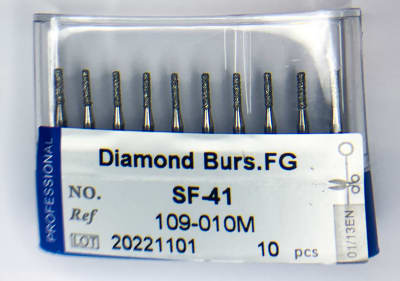 PROFESSIONAL
Diamond Burs.FG
NO. SF-41
Ref 109-010M
LOT 20221101 10 pcs
01/13EN